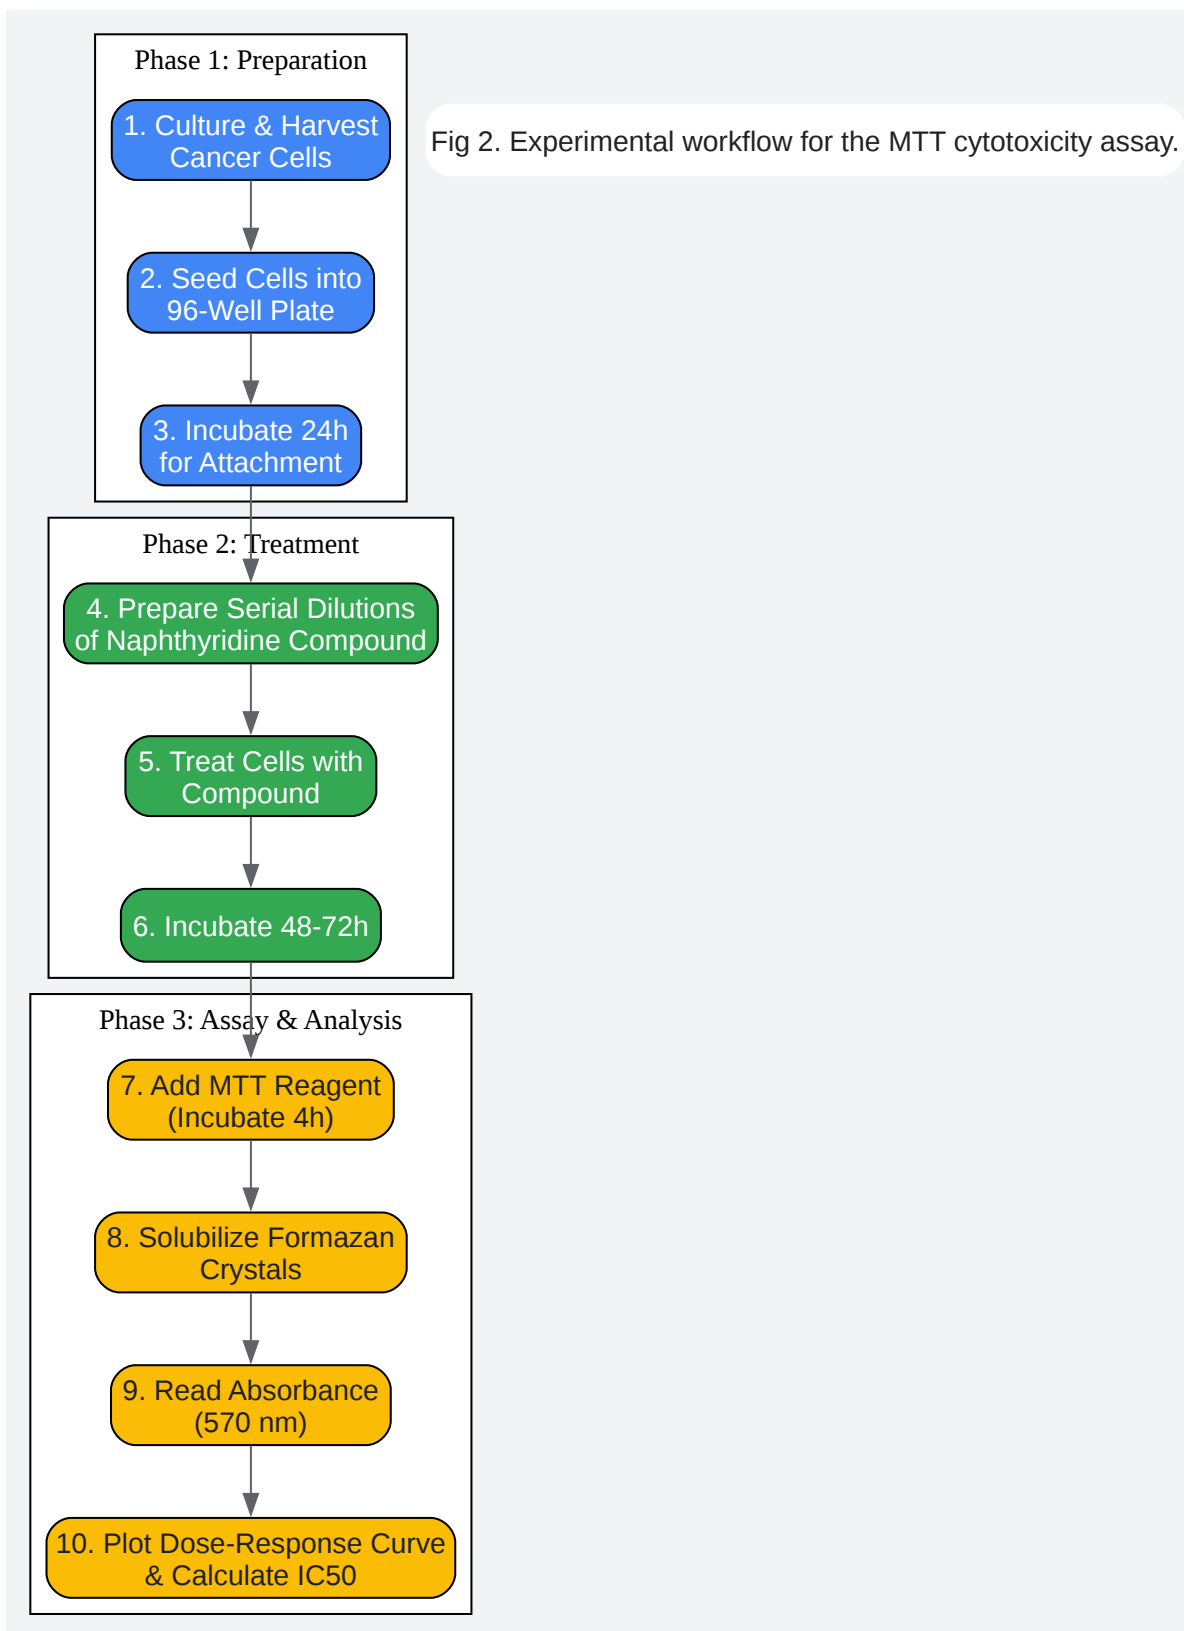 Phase 1: Preparation
1. Culture & Harvest
Cancer Cells
Fig 2. Experimental workflow for the MTT cytotoxicity assay.
2. Seed Cells into
96-Well Plate
3. Incubate 24h
for Attachment
Phase 2: Treatment
4. Prepare Serial Dilutions
of Naphthyridine Compound
5. Treat Cells with
Compound
6. Incubate 48-72h
Phase 3: Assay & Analysis
7. Add MTT Reagent
(Incubate 4h)
8. Solubilize Formazan
Crystals
9. Read Absorbance
(570 nm)
10. Plot Dose-Response Curve
& Calculate IC50